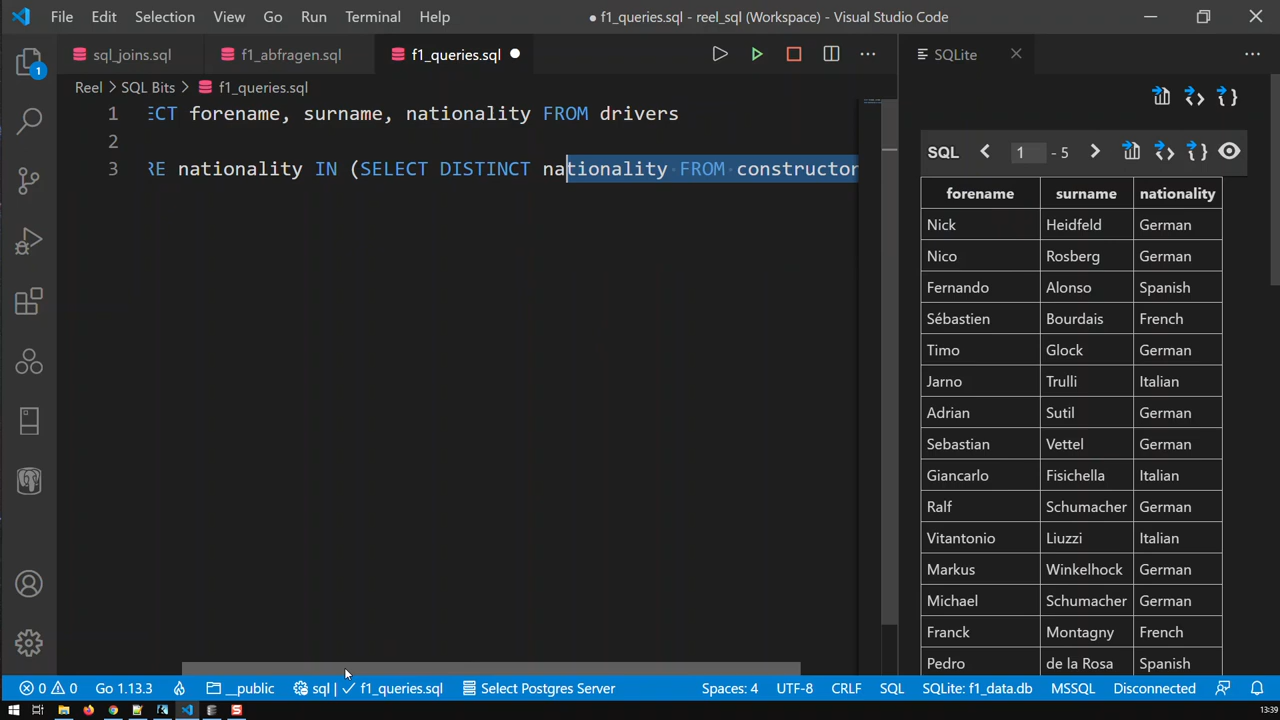 File Edit Selection View Go Run Terminal Help
● f1_queries.sql - reel_sql (Workspace) - Visual Studio Code
sql_joins.sql f1_abfragen.sql f1_queries.sql
Reel > SQL Bits > f1_queries.sql
1 ECT forename, surname, nationality FROM drivers
2
3 RE nationality IN (SELECT DISTINCT nationality FROM constructor
1
SQLite
SQL 1 - 5
forename surname nationality
Nick Heidfeld German
Nico Rosberg German
Fernando Alonso Spanish
Sébastien Bourdais French
Timo Glock German
Jarno Trulli Italian
Adrian Sutil German
Sebastian Vettel German
Giancarlo Fisichella Italian
Ralf Schumacher German
Vitantonio Liuzzi Italian
Markus Winkelhock German
Michael Schumacher German
Franck Montagny French
Pedro de la Rosa Spanish
0 0 Go 1.13.3 __public sql | ✓ f1_queries.sql Select Postgres Server Spaces: 4 UTF-8 CRLF SQL SQLite: f1_data.db MSSQL Disconnected
13:39